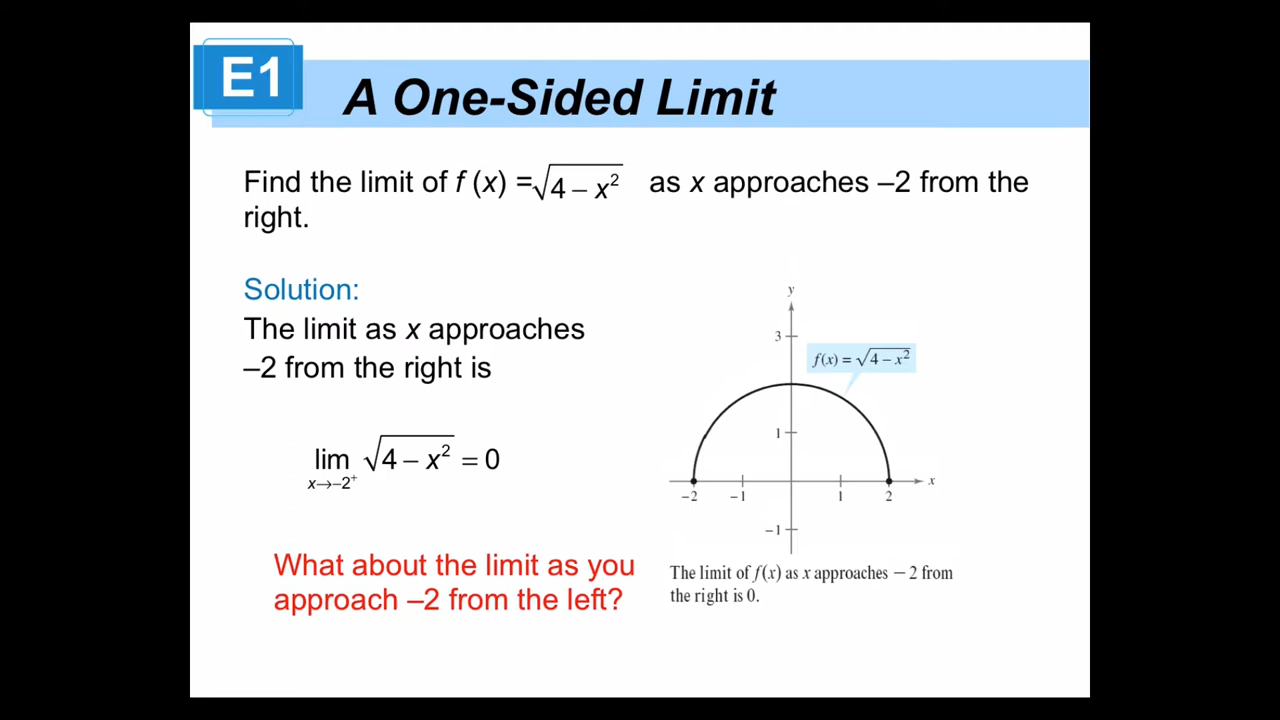 E1
A One-Sided Limit
Find the limit of f (x) = √4 – x² as x approaches –2 from the
right.
Solution:
The limit as x approaches
–2 from the right is
lim √4 – x² = 0
x→–2⁺
What about the limit as you
approach –2 from the left?
y
3
f(x) = √4 – x²
1
–2 –1 1 2 x
–1
The limit of f(x) as x approaches – 2 from
the right is 0.